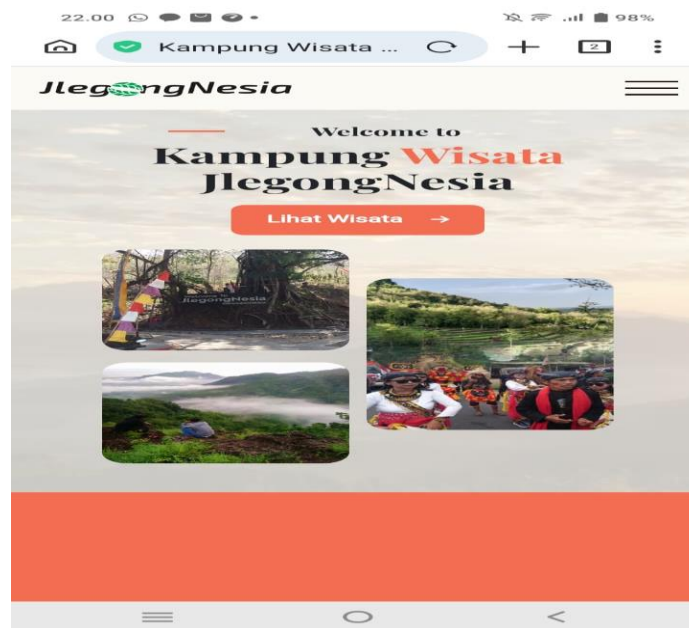 22.00
98%
Kampung Wisata ...
2
JlegongNesia
Welcome to
Kampung Wisata
JlegongNesia
Lihat Wisata →
JlegongNesia